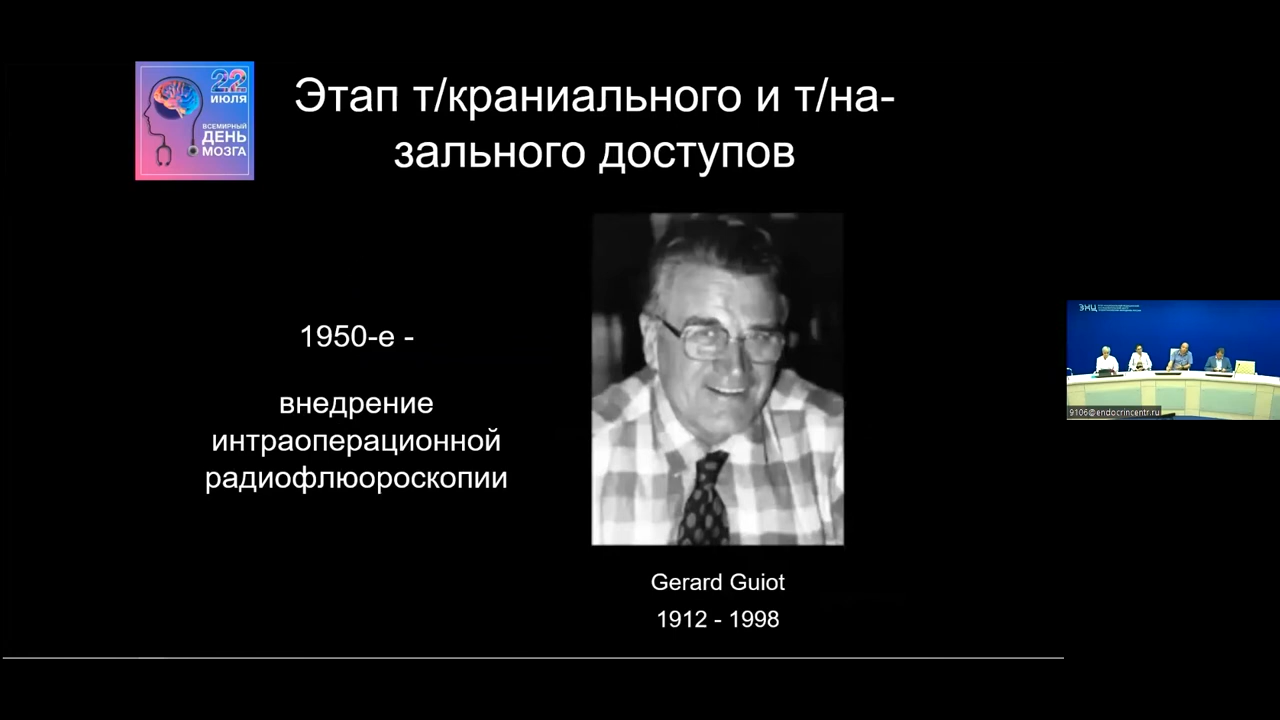 22
ИЮЛЯ
ВСЕМИРНЫЙ
ДЕНЬ
МОЗГА
Этап т/краниального и т/на-
зального доступов
1950-е -
внедрение
интраоперационной
радиофлюороскопии
Gerard Guiot
1912 - 1998
ЭНЦ
9106@endocrincentr.ru